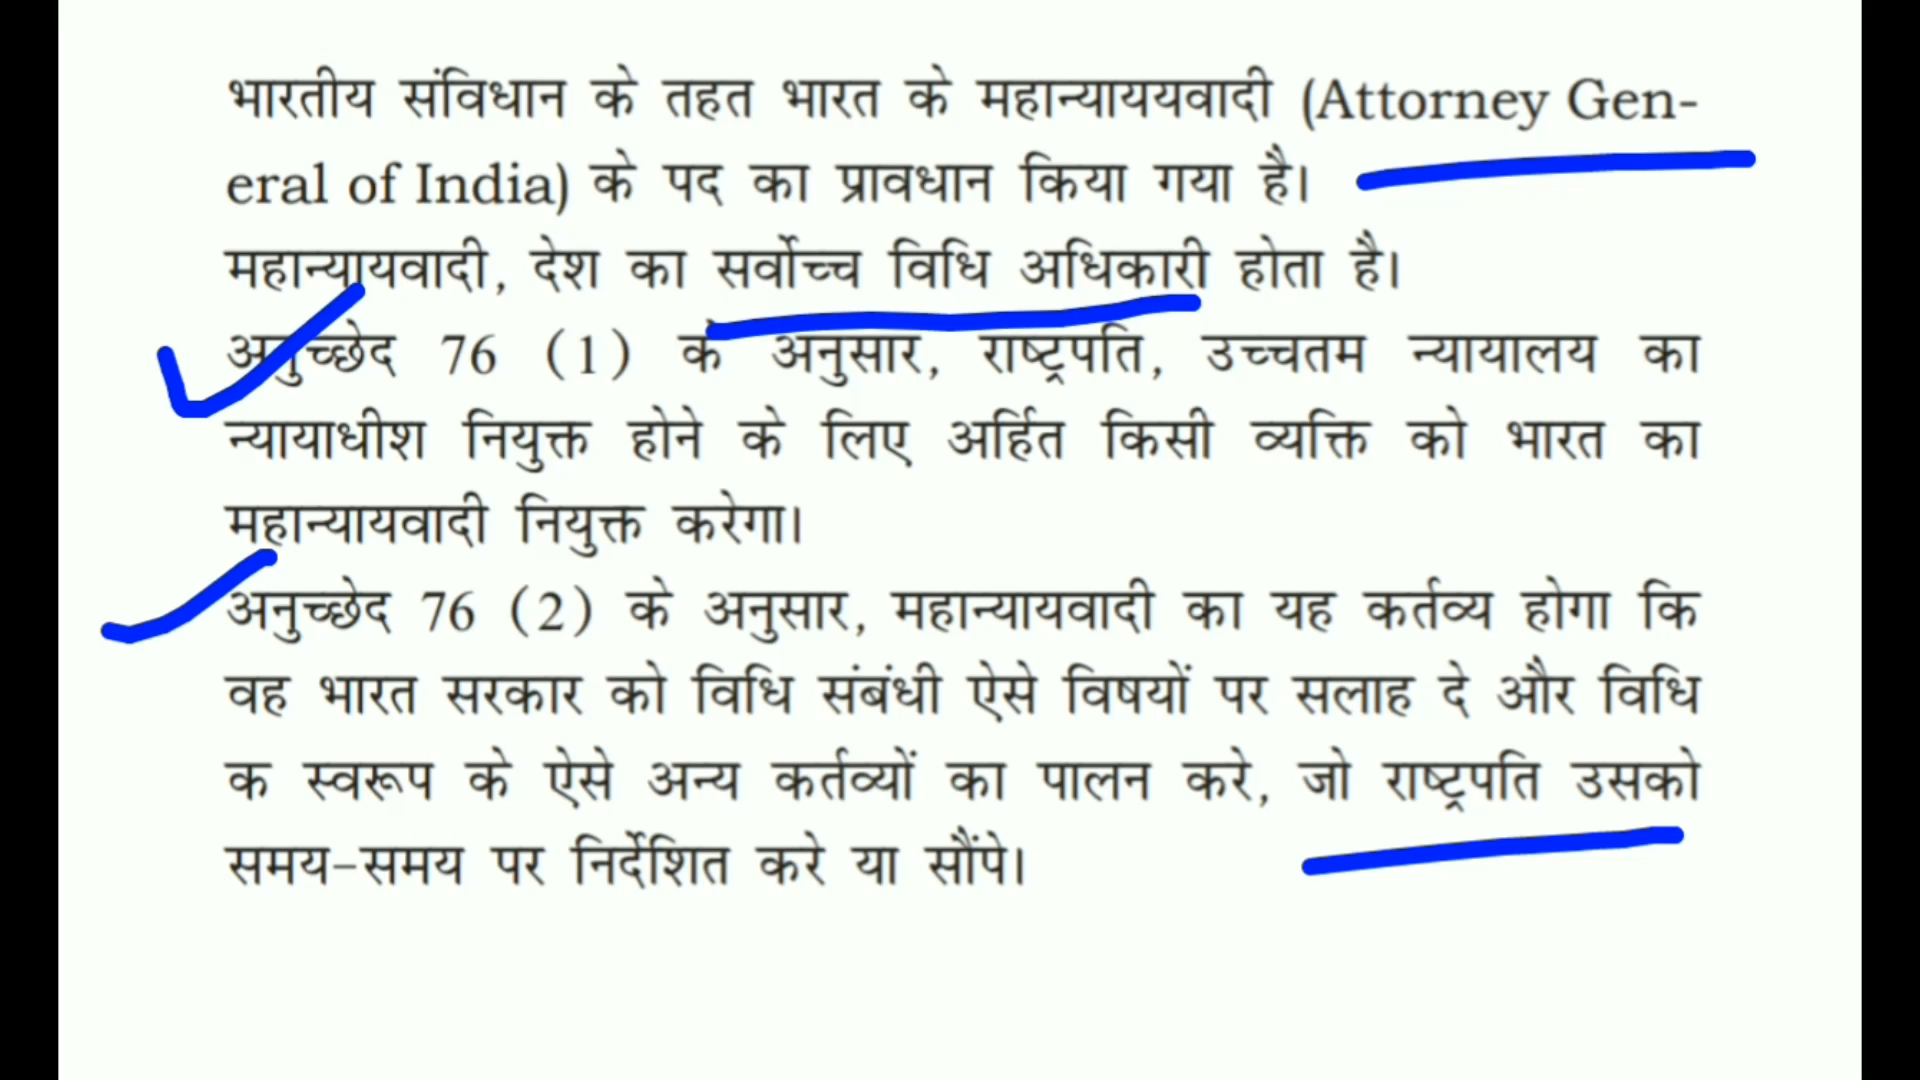 भारतीय संविधान के तहत भारत के महान्याययवादी (Attorney Gen-
eral of India) के पद का प्रावधान किया गया है।
महान्यायवादी, देश का सर्वोच्च विधि अधिकारी होता है।
अनुच्छेद 76 (1) के अनुसार, राष्ट्रपति, उच्चतम न्यायालय का
न्यायाधीश नियुक्त होने के लिए अर्हित किसी व्यक्ति को भारत का
महान्यायवादी नियुक्त करेगा।
अनुच्छेद 76 (2) के अनुसार, महान्यायवादी का यह कर्तव्य होगा कि
वह भारत सरकार को विधि संबंधी ऐसे विषयों पर सलाह दे और विधि
क स्वरूप के ऐसे अन्य कर्तव्यों का पालन करे, जो राष्ट्रपति उसको
समय-समय पर निर्देशित करे या सौंपे।